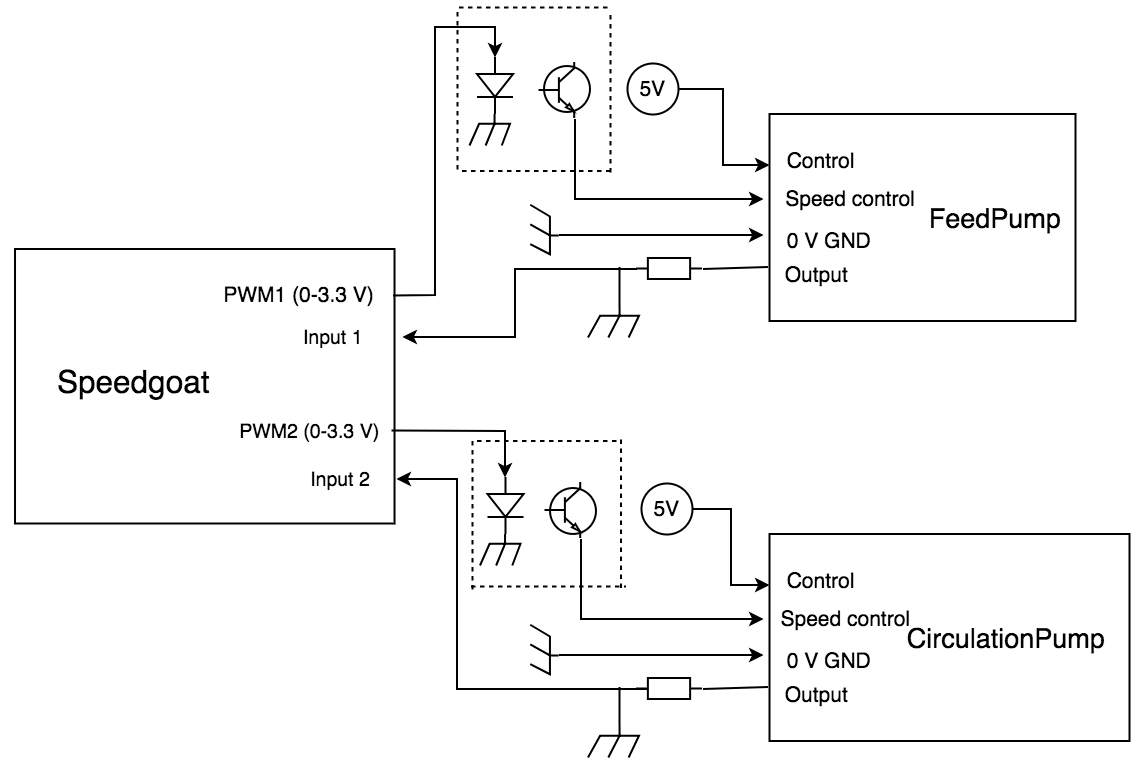 5V
Control
Speed control
FeedPump
0 V GND
Output
PWM1 (0-3.3 V)
Input 1
Speedgoat
PWM2 (0-3.3 V)
Input 2
5V
Control
Speed control
CirculationPump
0 V GND
Output